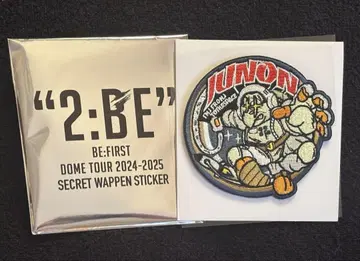 “2:BE”
BE:FIRST
DOME TOUR 2024-2025
SECRET WAPPEN STICKER
JUNON